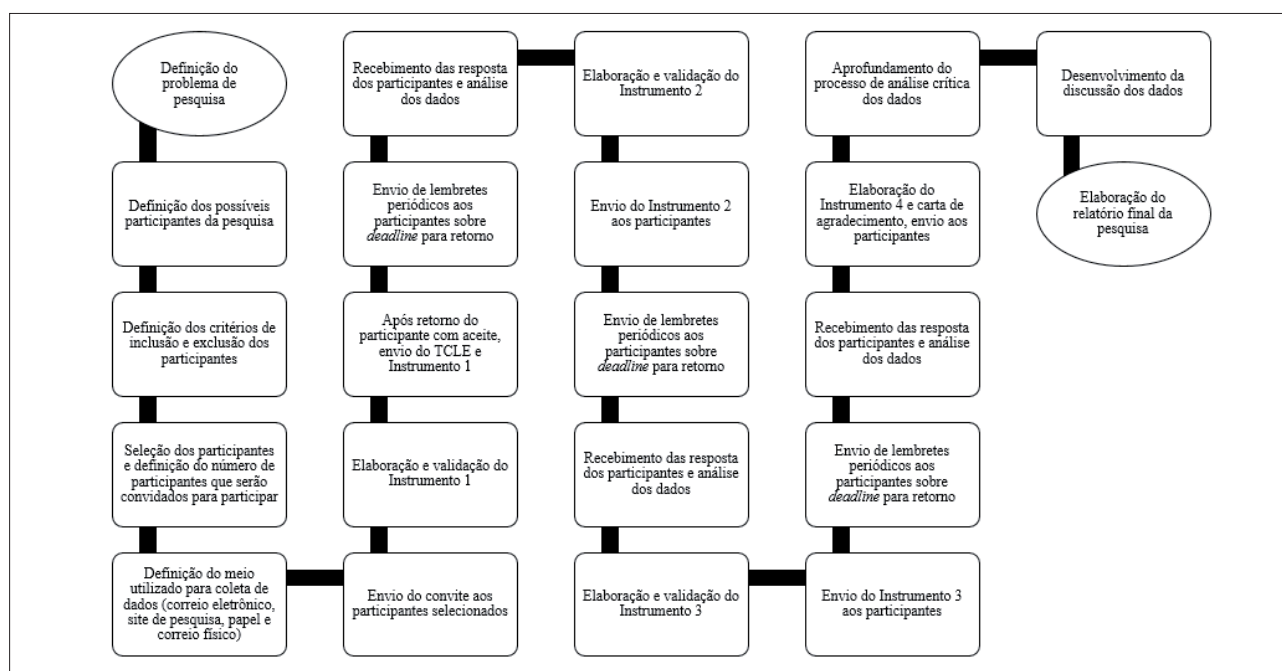 Definição do
problema de
pesquisa
Definição dos possíveis
participantes da pesquisa
Definição dos critérios de
inclusão e exclusão dos
participantes
Seleção dos participantes
e definição do número de
participantes que serão
convidados para participar
Definição do meio
utilizado para coleta de
dados (correio eletrônico,
site de pesquisa, papel e
correio físico)
Envio do convite aos
participantes selecionados
Elaboração e validação do
Instrumento 1
Após retorno do
participante com aceite,
envio do TCLE e
Instrumento 1
Envio de lembretes
periódicos aos
participantes sobre
deadline para retorno
Recebimento das resposta
dos participantes e análise
dos dados
Elaboração e validação do
Instrumento 2
Envio do Instrumento 2
aos participantes
Envio de lembretes
periódicos aos
participantes sobre
deadline para retorno
Recebimento das resposta
dos participantes e análise
dos dados
Elaboração e validação do
Instrumento 3
Envio do Instrumento 3
aos participantes
Envio de lembretes
periódicos aos
participantes sobre
deadline para retorno
Recebimento das resposta
dos participantes e análise
dos dados
Elaboração do
Instrumento 4 e carta de
agradecimento, envio aos
participantes
Aprofundamento do
processo de análise crítica
dos dados
Desenvolvimento da
discussão dos dados
Elaboração do
relatório final da
pesquisa